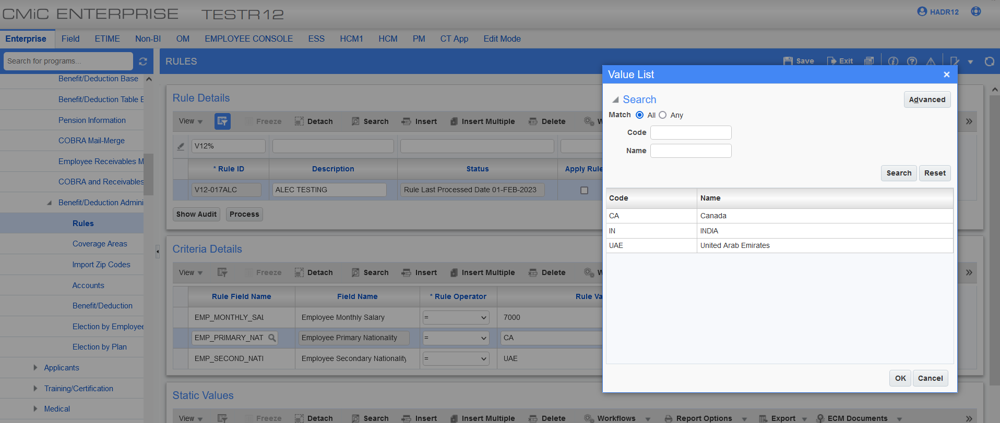 CMiC ENTERPRISE TESTR12 HADR12
Enterprise Field ETIME Non-BI OM EMPLOYEE CONSOLE ESS HCM1 HCM PM CT App Edit Mode
Search for programs...
RULES Save Exit
Benefit/Deduction Base
Benefit/Deduction Table E
Pension Information
COBRA Mail-Merge
Employee Receivables M
COBRA and Receivables
Benefit/Deduction Admini
Rules
Coverage Areas
Import Zip Codes
Accounts
Benefit/Deduction
Election by Employee
Election by Plan
Applicants
Training/Certification
Medical
Rule Details
View Freeze Detach Search Insert Insert Multiple Delete W
V12%
* Rule ID Description Status Apply Rule
V12-017ALC ALEC TESTING Rule Last Processed Date 01-FEB-2023
Show Audit Process
Criteria Details
View Freeze Detach Search Insert Insert Multiple Delete W
Rule Field Name Field Name * Rule Operator Rule Va
EMP_MONTHLY_SAL Employee Monthly Salary = 7000
EMP_PRIMARY_NAT Employee Primary Nationality = CA
EMP_SECOND_NATI Employee Secondary Nationality = UAE
Static Values
View Freeze Detach Search Insert Insert Multiple Delete Workflows Report Options Export ECM Documents
Value List
Search Advanced
Match All Any
Code
Name
Search Reset
Code Name
CA Canada
IN INDIA
UAE United Arab Emirates
OK Cancel